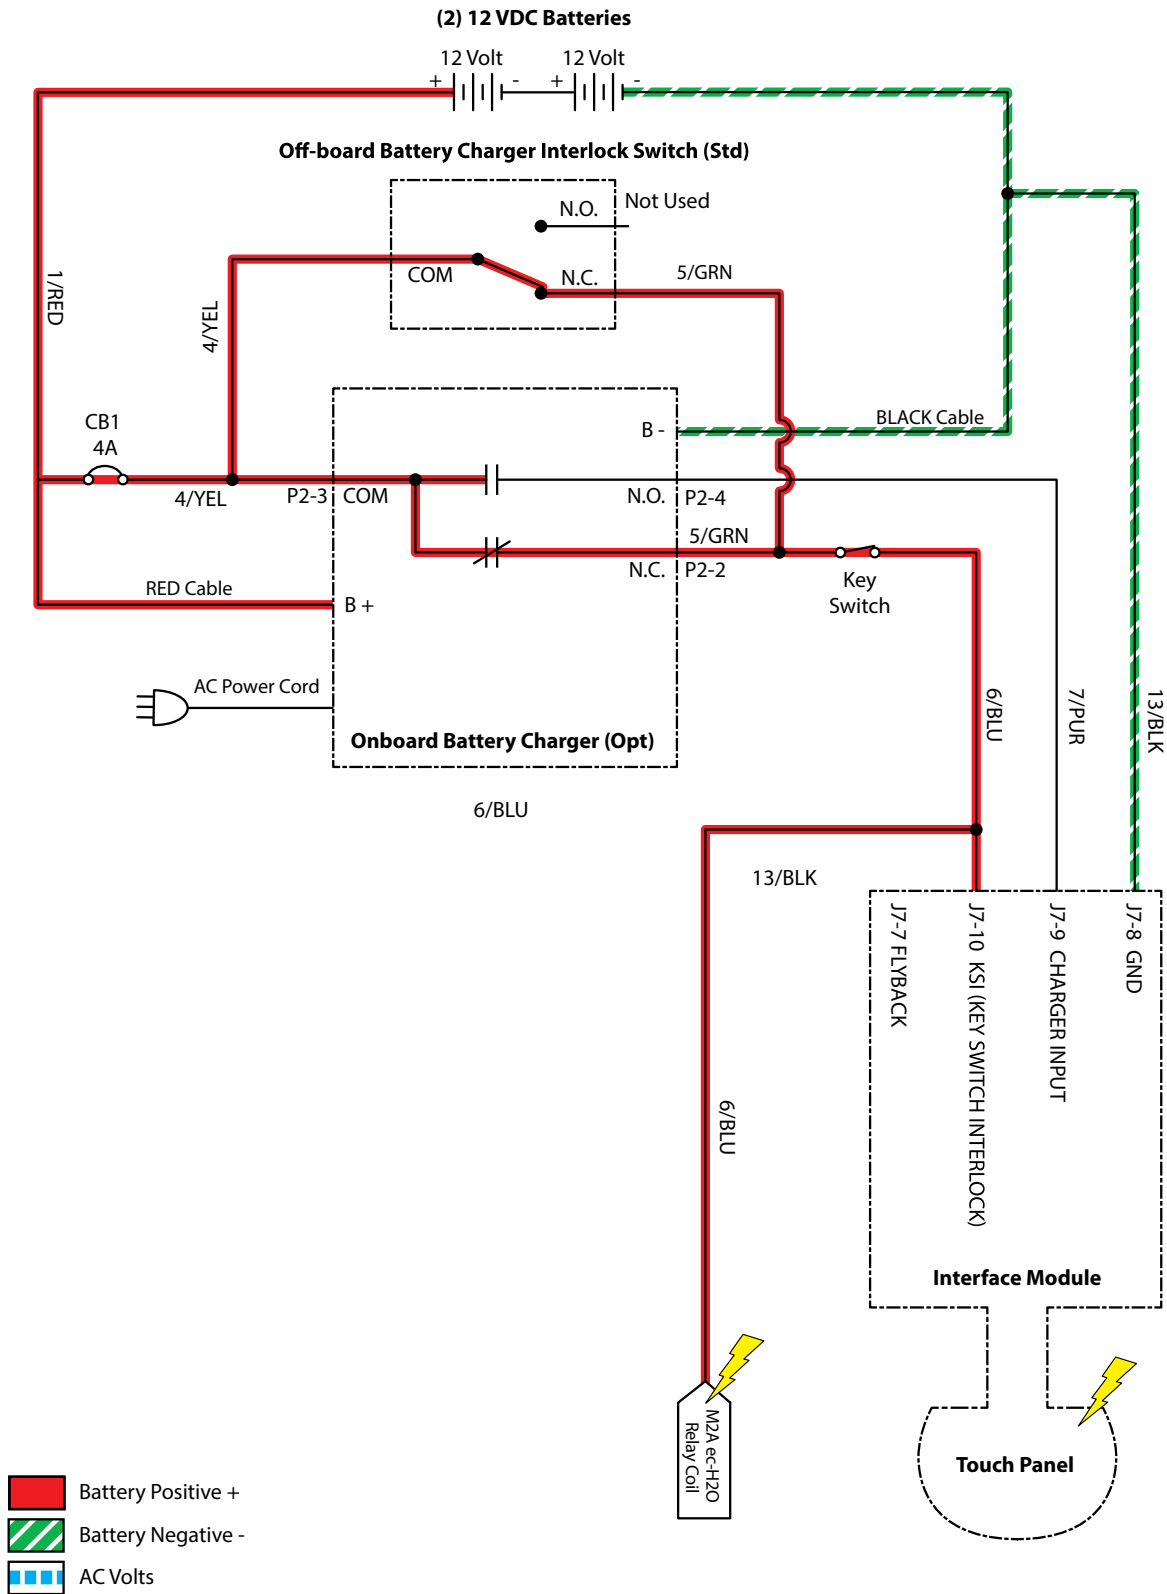 (2) 12 VDC Batteries
12 Volt
12 Volt
+
-
+
-
Off-board Battery Charger Interlock Switch (Std)
N.O.
Not Used
COM
N.C.
5/GRN
1/RED
4/YEL
CB1
4A
B -
BLACK Cable
4/YEL
P2-3
COM
N.O.
P2-4
5/GRN
N.C.
P2-2
Key
Switch
RED Cable
B +
AC Power Cord
Onboard Battery Charger (Opt)
6/BLU
7/PUR
13/BLK
6/BLU
13/BLK
J7-7 FLYBACK
J7-10 KSI (KEY SWITCH INTERLOCK)
J7-9 CHARGER INPUT
J7-8 GND
6/BLU
Interface Module
M2A ec-H2O
Relay Coil
Touch Panel
Battery Positive +
Battery Negative -
AC Volts